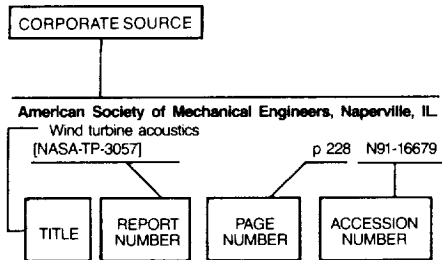 CORPORATE SOURCE
American Society of Mechanical Engineers, Naperville, IL.
Wind turbine acoustics
[NASA-TP-3057] p 228 N91-16679
TITLE
REPORT NUMBER
PAGE NUMBER
ACCESSION NUMBER